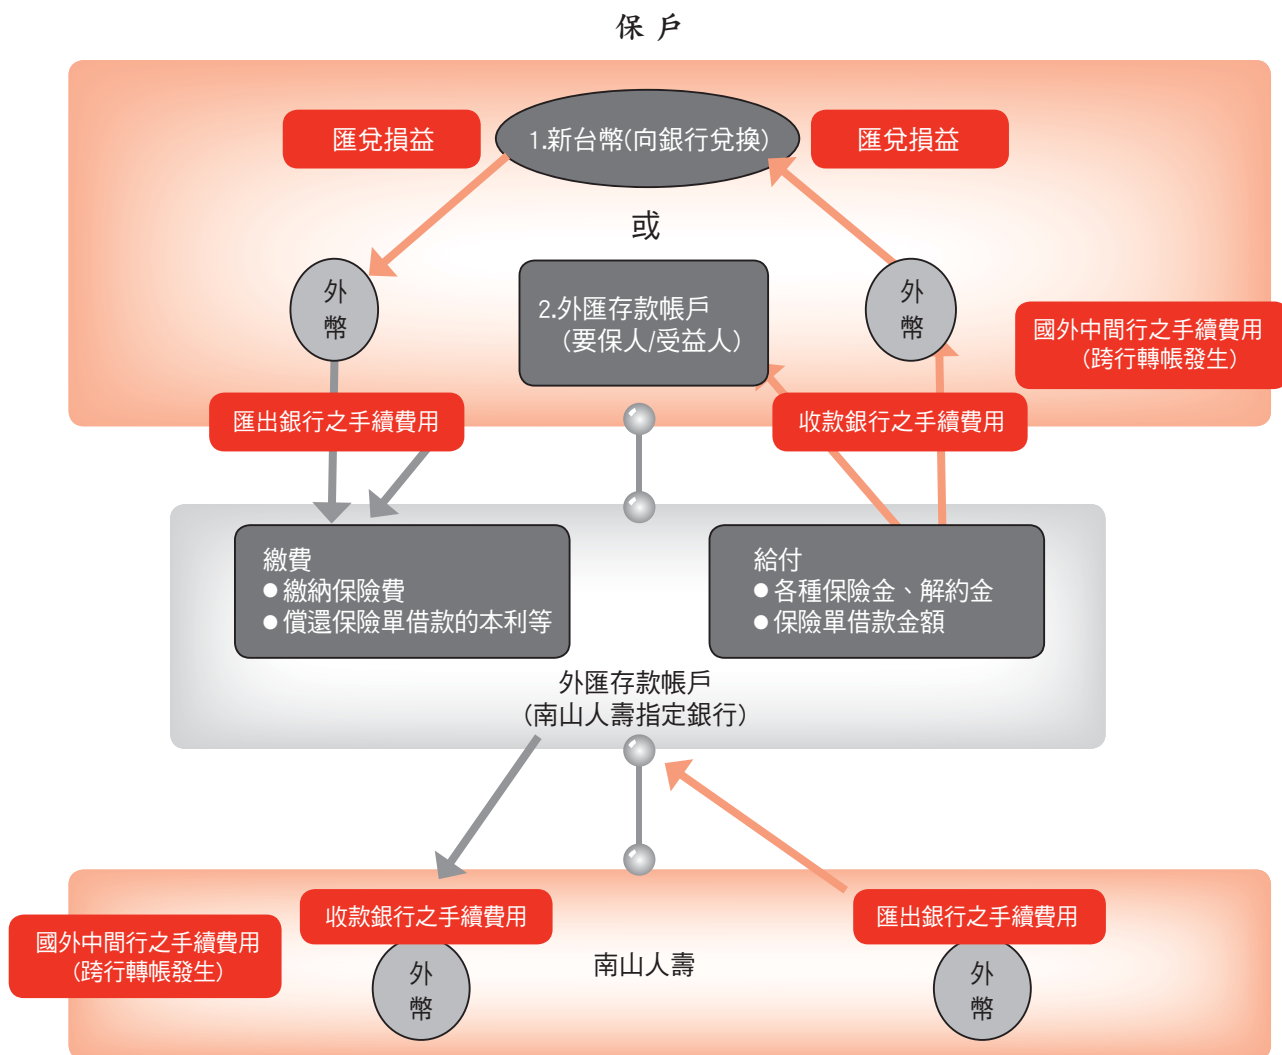 保戶
匯兌損益
1.新台幣(向銀行兌換)
匯兌損益
或
外
幣
2.外匯存款帳戶
(要保人/受益人)
外
幣
國外中間行之手續費用
(跨行轉帳發生)
匯出銀行之手續費用
收款銀行之手續費用
繳費
●繳納保險費
●償還保險單借款的本利等
給付
●各種保險金、解約金
●保險單借款金額
外匯存款帳戶
(南山人壽指定銀行)
收款銀行之手續費用
匯出銀行之手續費用
國外中間行之手續費用
(跨行轉帳發生)
外
幣
南山人壽
外
幣